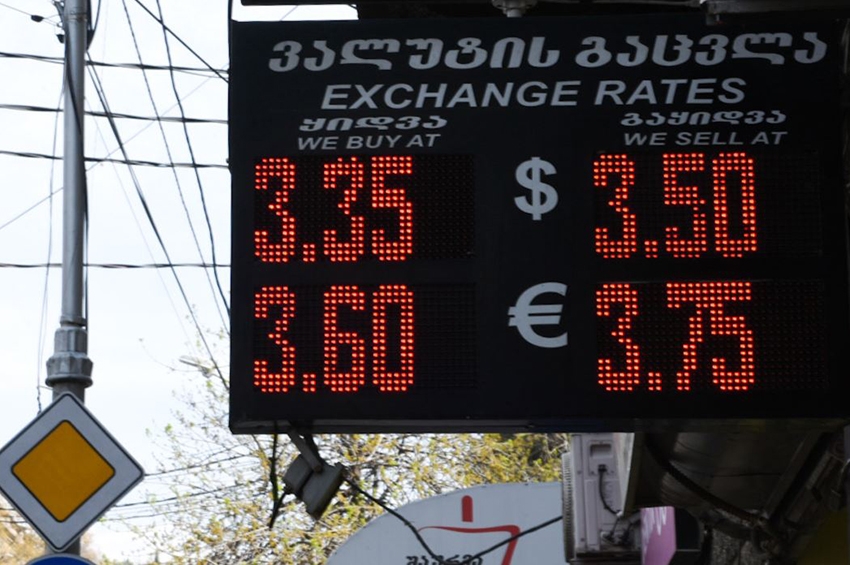 ვალუტის გაცვლა
EXCHANGE RATES
ყიდვა გაყიდვა
WE BUY AT WE SELL AT
3.35 $ 3.50
3.60 € 3.75